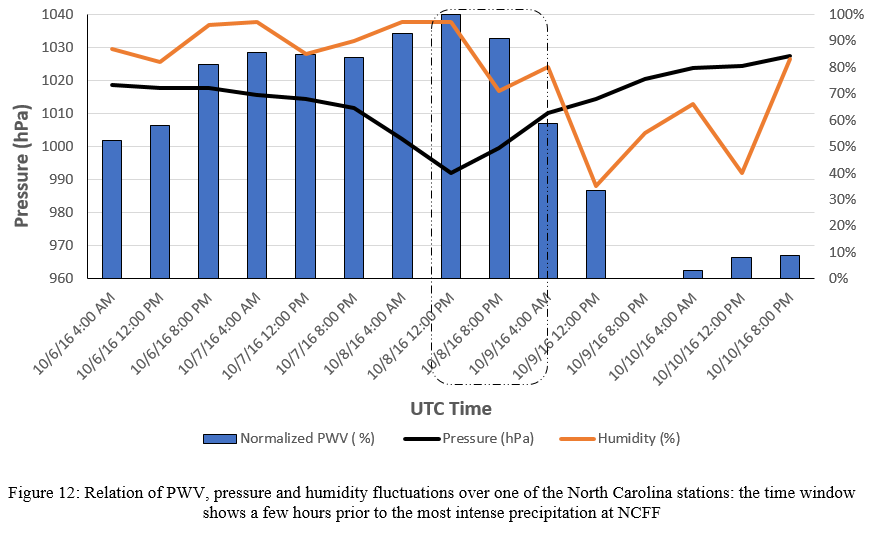 1040
1030
1020
1010
1000
990
980
970
960
Pressure (hPa)
100%
90%
80%
70%
60%
50%
40%
30%
20%
10%
0%
10/6/16 4:00 AM
10/6/16 12:00 PM
10/6/16 8:00 PM
10/7/16 4:00 AM
10/7/16 12:00 PM
10/7/16 8:00 PM
10/8/16 4:00 AM
10/8/16 12:00 PM
10/8/16 8:00 PM
10/9/16 4:00 AM
10/9/16 12:00 PM
10/9/16 8:00 PM
10/10/16 4:00 AM
10/10/16 12:00 PM
10/10/16 8:00 PM
UTC Time
Normalized PWV ( %)
Pressure (hPa)
Humidity (%)
Figure 12: Relation of PWV, pressure and humidity fluctuations over one of the North Carolina stations: the time window
shows a few hours prior to the most intense precipitation at NCFF